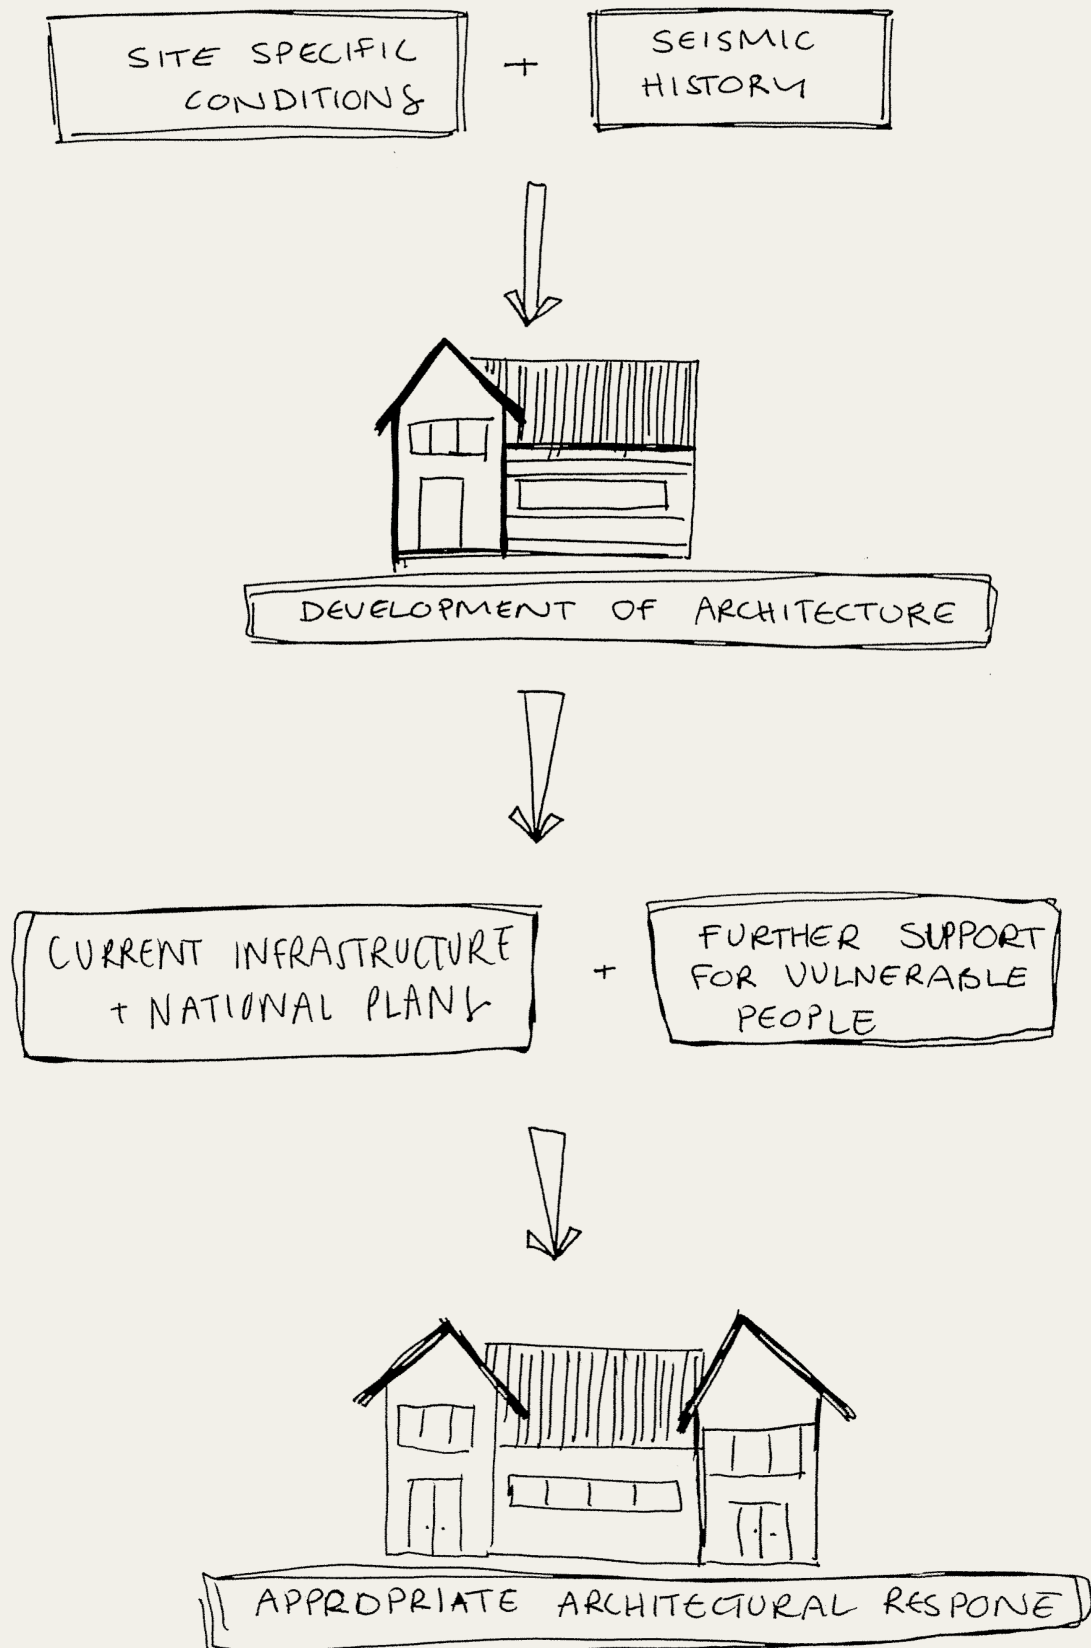 SITE SPECIFIC
CONDITIONS
+
SEISMIC
HISTORY
DEVELOPMENT OF ARCHITECTURE
CURRENT INFRASTRUCTURE
+ NATIONAL PLANS
+
FURTHER SUPPORT
FOR VULNERABLE
PEOPLE
APPROPRIATE ARCHITECTURAL RESPONE